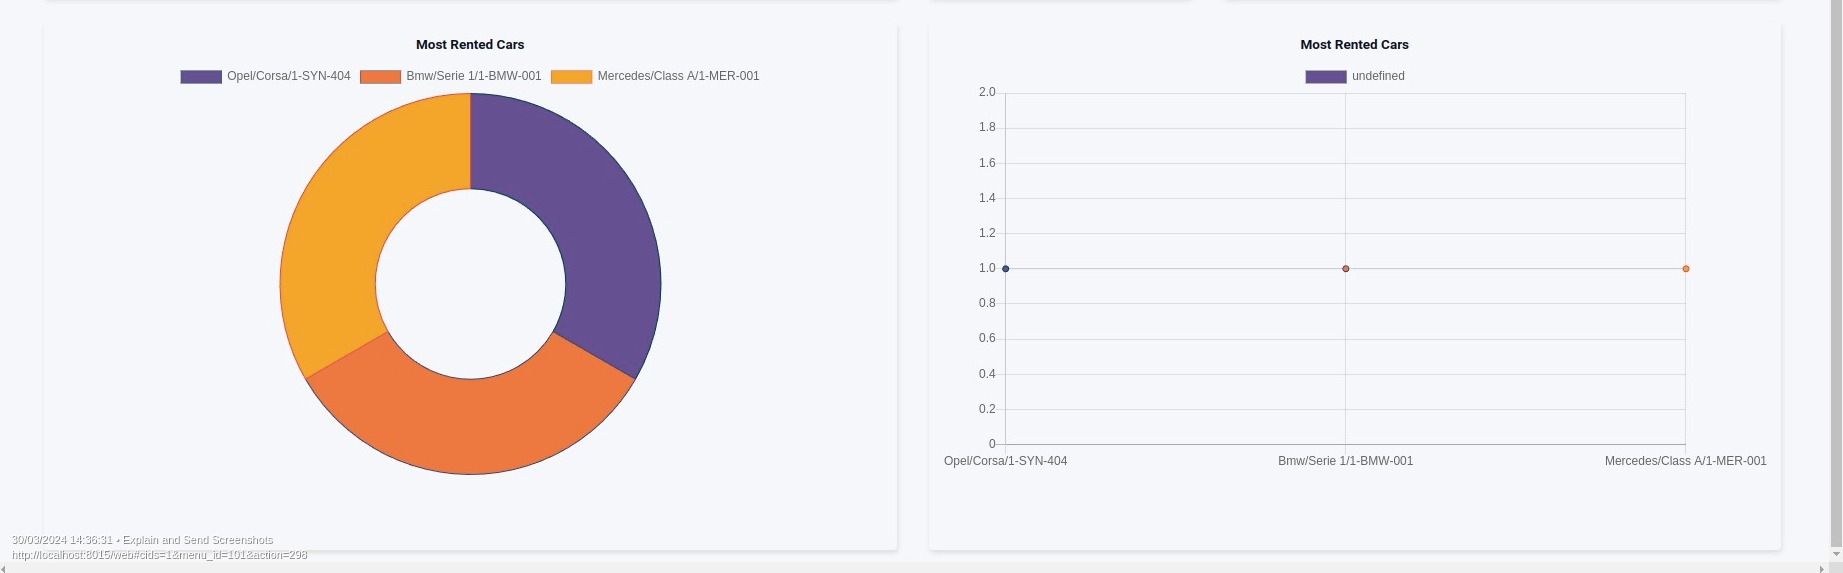 Most Rented Cars
Opel/Corsa/1-SYN-404 Bmw/Serie 1/1-BMW-001 Mercedes/Class A/1-MER-001
Most Rented Cars
undefined
2.0
1.8
1.6
1.4
1.2
1.0
0.8
0.6
0.4
0.2
0
Opel/Corsa/1-SYN-404 Bmw/Serie 1/1-BMW-001 Mercedes/Class A/1-MER-001
30/03/2024 14:36:31 • Explain and Send Screenshots
http://localhost:8015/web#cids=1&menu_id=101&action=298